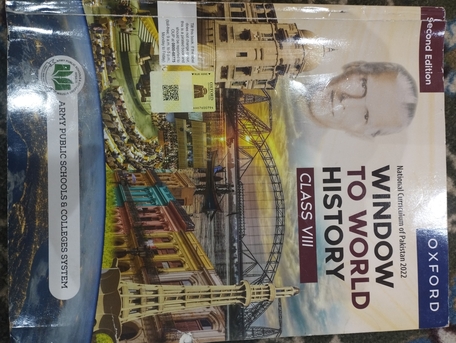 Second Edition
OXFORD
National Curriculum of Pakistan 2022
WINDOW
TO WORLD
HISTORY
CLASS VIII
ARMY PUBLIC SCHOOLS & COLLEGES SYSTEM